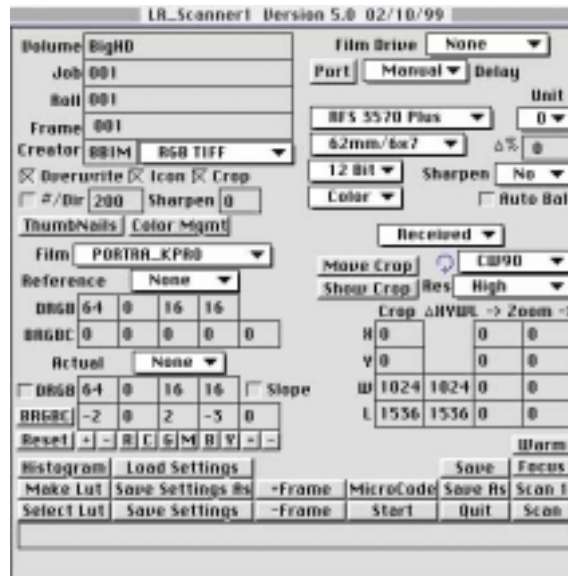 LR_Scanner1 Version 5.0 02/10/99
Volume BigHD
Job 001
Roll 001
Frame 001
Creator 8BIM RGB TIFF
Overwrite Icon Crop
#/Dir 200 Sharpen 0
ThumbNails Color Mgmt
Film PORTRA_KPRO
Reference None
DRGB 64 0 16 16
BRGBC 0 0 0 0 0
Actual None
DRGB 64 0 16 16 Slope
BRGBC -2 0 2 -3 0
Reset + - R C G M B Y + -
Film Drive None
Port Manual Delay
Unit
RFS 3570 Plus 0
62mm/6x7 Δ% 0
12 Bit Sharpen No
Color Auto Bal
Received
Move Crop CW90
Show Crop Res High
Crop ΔXYWL -> Zoom ->
X 0 0 0
Y 0 0 0
W 1024 1024 0 0
L 1536 1536 0 0
Warm
Histogram Load Settings Save Focus
Make Lut Save Settings As -Frame MicroCode Save As Scan 1
Select Lut Save Settings -Frame Start Quit Scan